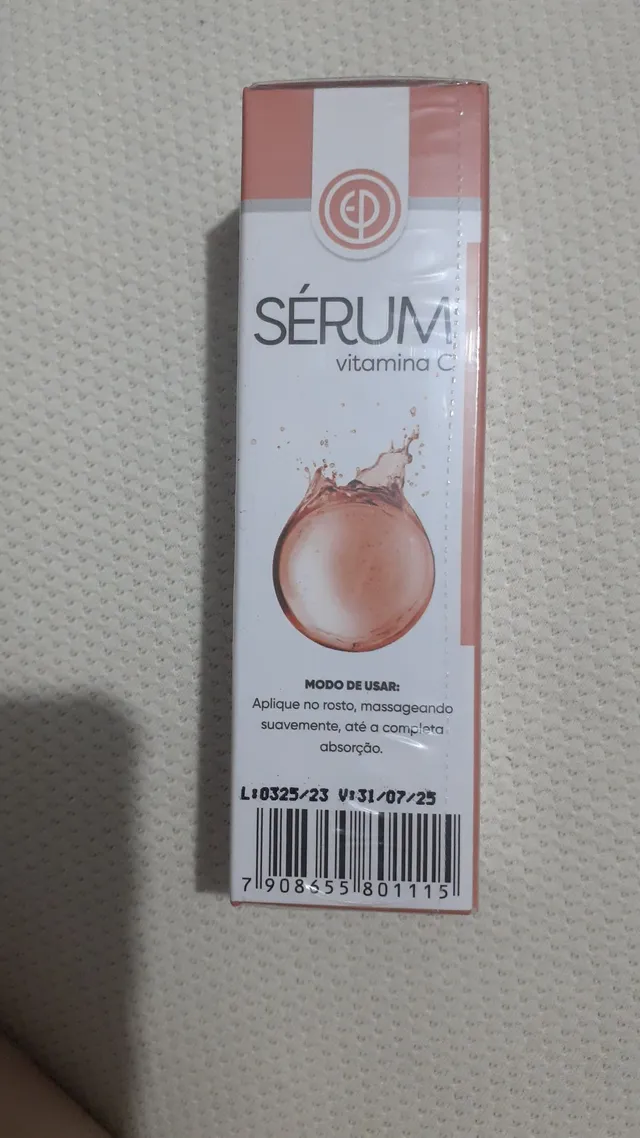 EP
SÉRUM
vitamina C
MODO DE USAR:
Aplique no rosto, massageando
suavemente, até a completa
absorção.
L:0325/23 V:31/07/25
7 908655 801115